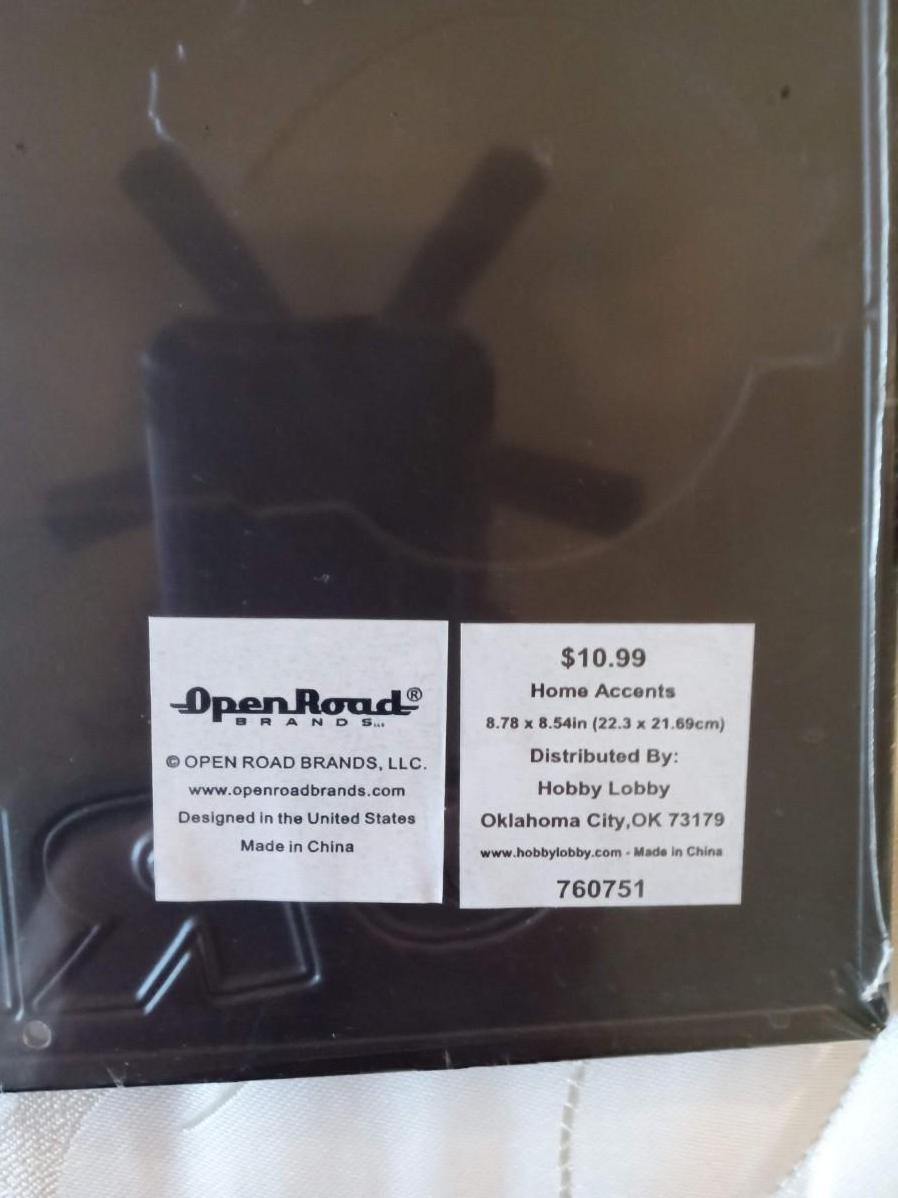 OpenRoad®
BRANDS LLC
© OPEN ROAD BRANDS, LLC.
www.openroadbrands.com
Designed in the United States
Made in China
$10.99
Home Accents
8.78 x 8.54in (22.3 x 21.69cm)
Distributed By:
Hobby Lobby
Oklahoma City,OK 73179
www.hobbylobby.com - Made in China
760751